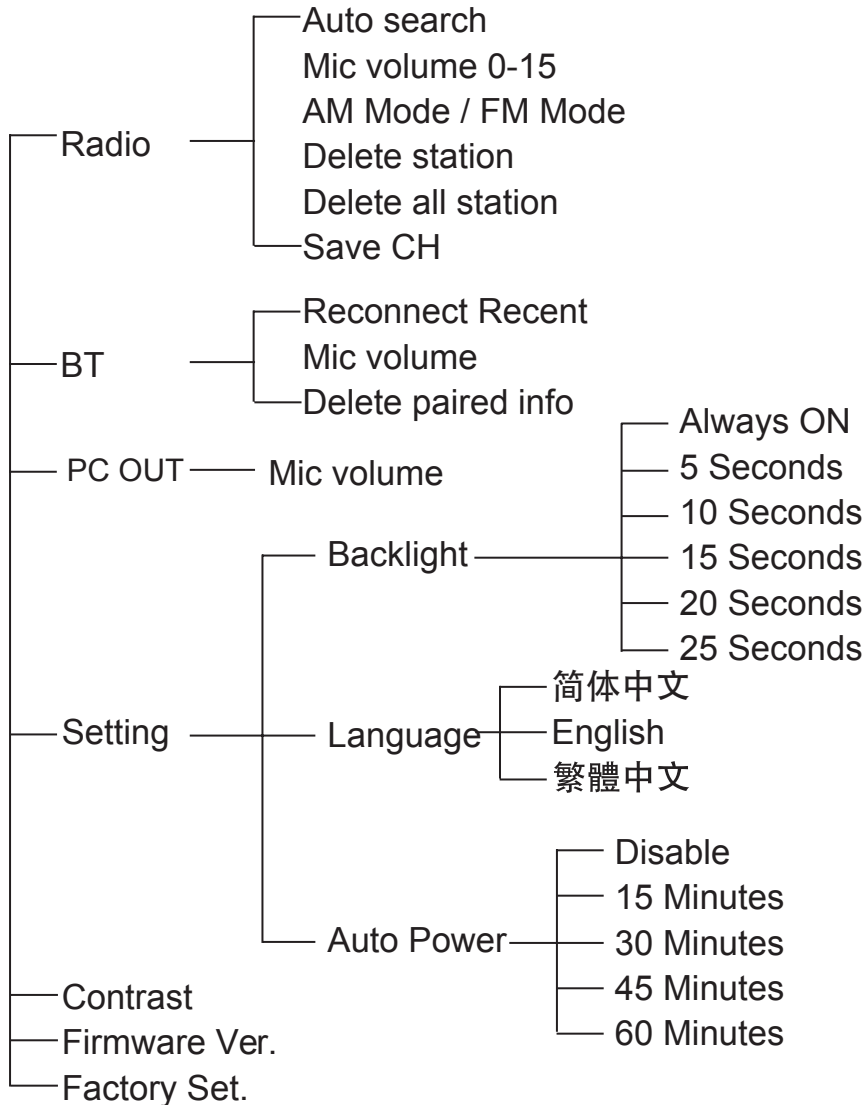 Radio
Auto search
Mic volume 0-15
AM Mode / FM Mode
Delete station
Delete all station
Save CH
BT
Reconnect Recent
Mic volume
Delete paired info
PC OUT
Mic volume
Setting
Backlight
Always ON
5 Seconds
10 Seconds
15 Seconds
20 Seconds
25 Seconds
Language
简体中文
English
繁體中文
Auto Power
Disable
15 Minutes
30 Minutes
45 Minutes
60 Minutes
Contrast
Firmware Ver.
Factory Set.